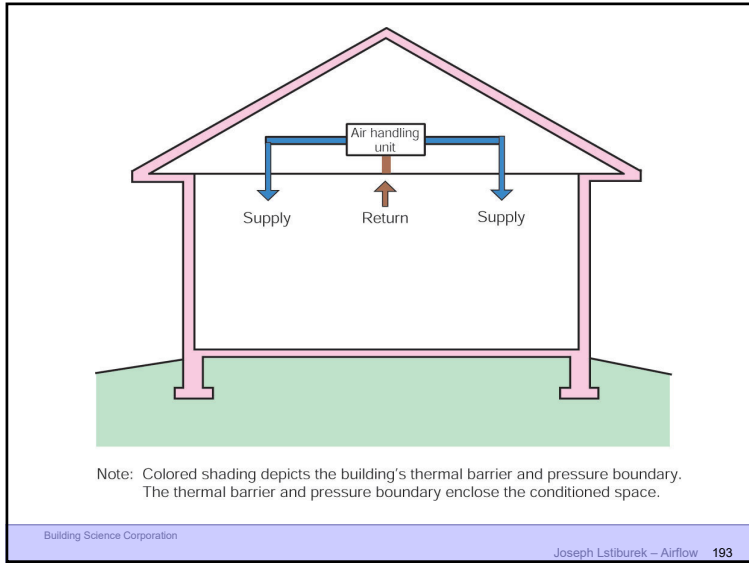 Air handling
unit
Supply
Return
Supply
Note: Colored shading depicts the building's thermal barrier and pressure boundary.
The thermal barrier and pressure boundary enclose the conditioned space.
Building Science Corporation
Joseph Lstiburek – Airflow 193